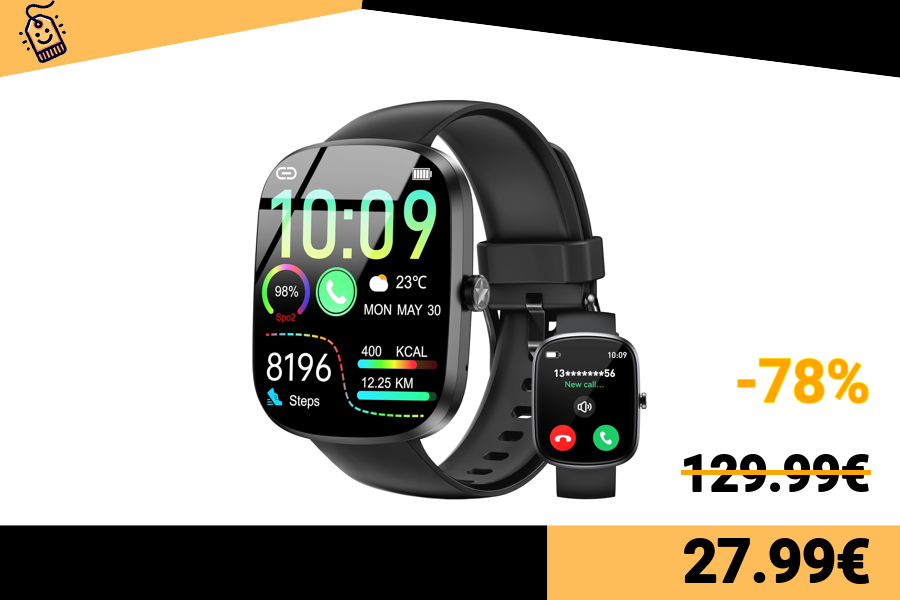 10:09
98%
Spo2
23℃
MON MAY 30
8196
Steps
400 KCAL
12.25 KM
10:09
13*******56
New call...
-78%
129.99€
27.99€